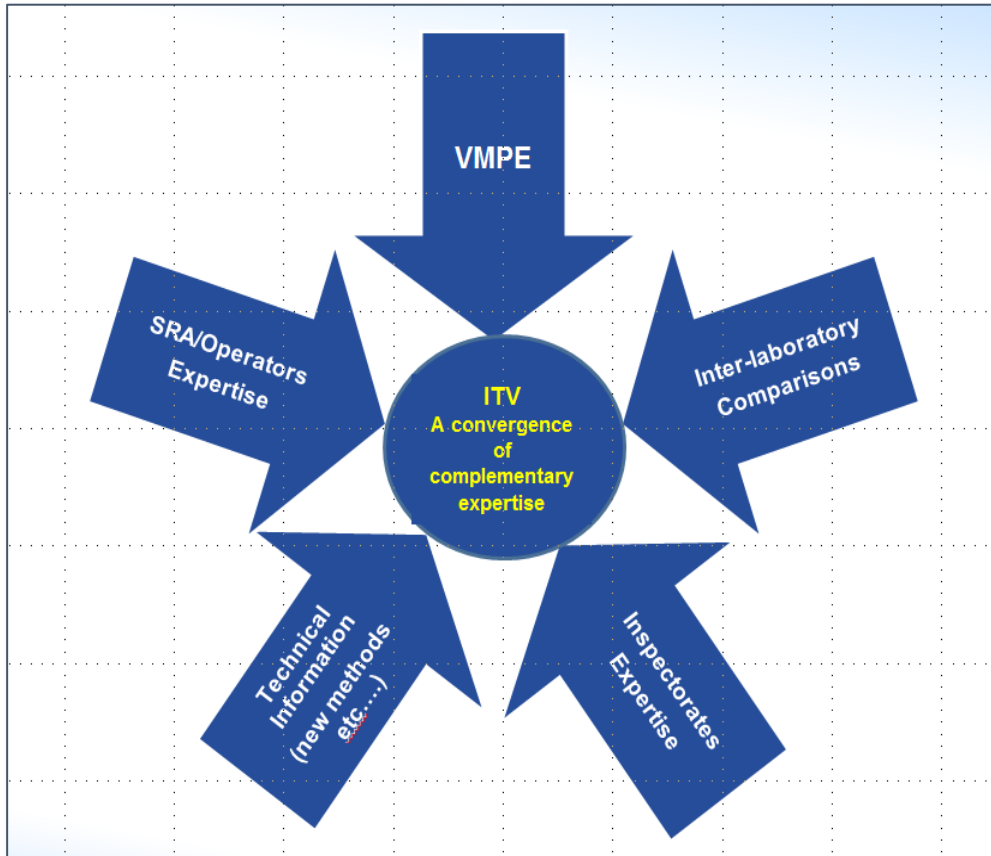 VMPE
SRA/Operators
Expertise
Inter-laboratory
Comparisons
ITV
A convergence
of
complementary
expertise
Technical
Information
(new methods
etc….)
Inspectorates
Expertise